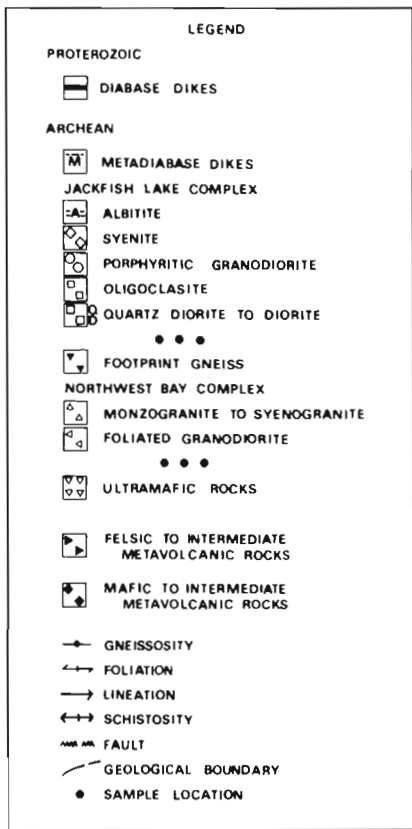 LEGEND
PROTEROZOIC
DIABASE DIKES
ARCHEAN
M METADIABASE DIKES
JACKFISH LAKE COMPLEX
=A= ALBITITE
SYENITE
PORPHYRITIC GRANODIORITE
OLIGOCLASITE
QUARTZ DIORITE TO DIORITE
FOOTPRINT GNEISS
NORTHWEST BAY COMPLEX
MONZOGRANITE TO SYENOGRANITE
FOLIATED GRANODIORITE
ULTRAMAFIC ROCKS
FELSIC TO INTERMEDIATE
METAVOLCANIC ROCKS
MAFIC TO INTERMEDIATE
METAVOLCANIC ROCKS
GNEISSOSITY
FOLIATION
LINEATION
SCHISTOSITY
FAULT
GEOLOGICAL BOUNDARY
SAMPLE LOCATION